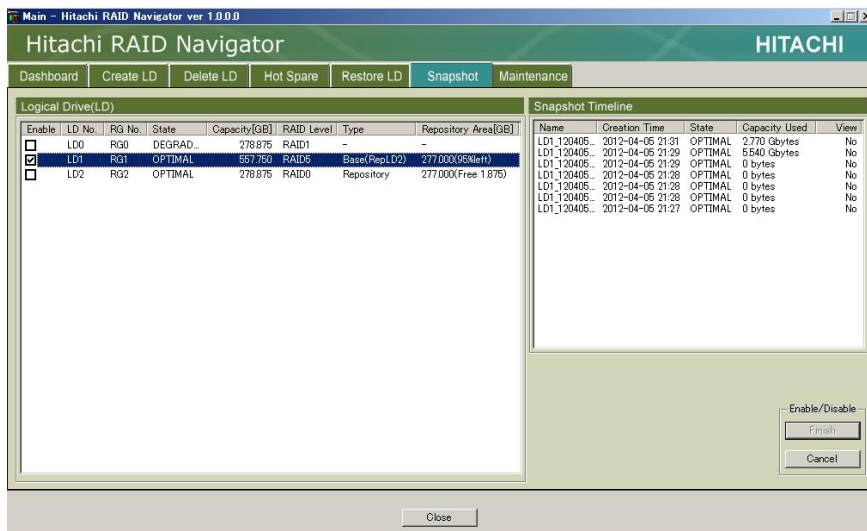 Main - Hitachi RAID Navigator ver 1.0.0.0
Hitachi RAID Navigator HITACHI
Dashboard Create LD Delete LD Hot Spare Restore LD Snapshot Maintenance
Logical Drive(LD)
Enable LD No. RG No. State Capacity[GB] RAID Level Type Repository Area[GB]
LD0 RG0 DEGRAD... 278.875 RAID1 - -
LD1 RG1 OPTIMAL 557.750 RAID5 Base(RepLD2) 277.000(95%left)
LD2 RG2 OPTIMAL 278.875 RAID0 Repository 277.000(Free 1.875)
Snapshot Timeline
Name Creation Time State Capacity Used View
LD1_120405... 2012-04-05 21:31 OPTIMAL 2.770 Gbytes No
LD1_120405... 2012-04-05 21:29 OPTIMAL 5.540 Gbytes No
LD1_120405... 2012-04-05 21:29 OPTIMAL 0 bytes No
LD1_120405... 2012-04-05 21:28 OPTIMAL 0 bytes No
LD1_120405... 2012-04-05 21:28 OPTIMAL 0 bytes No
LD1_120405... 2012-04-05 21:28 OPTIMAL 0 bytes No
LD1_120405... 2012-04-05 21:27 OPTIMAL 0 bytes No
Enable/Disable
Finish
Cancel
Close